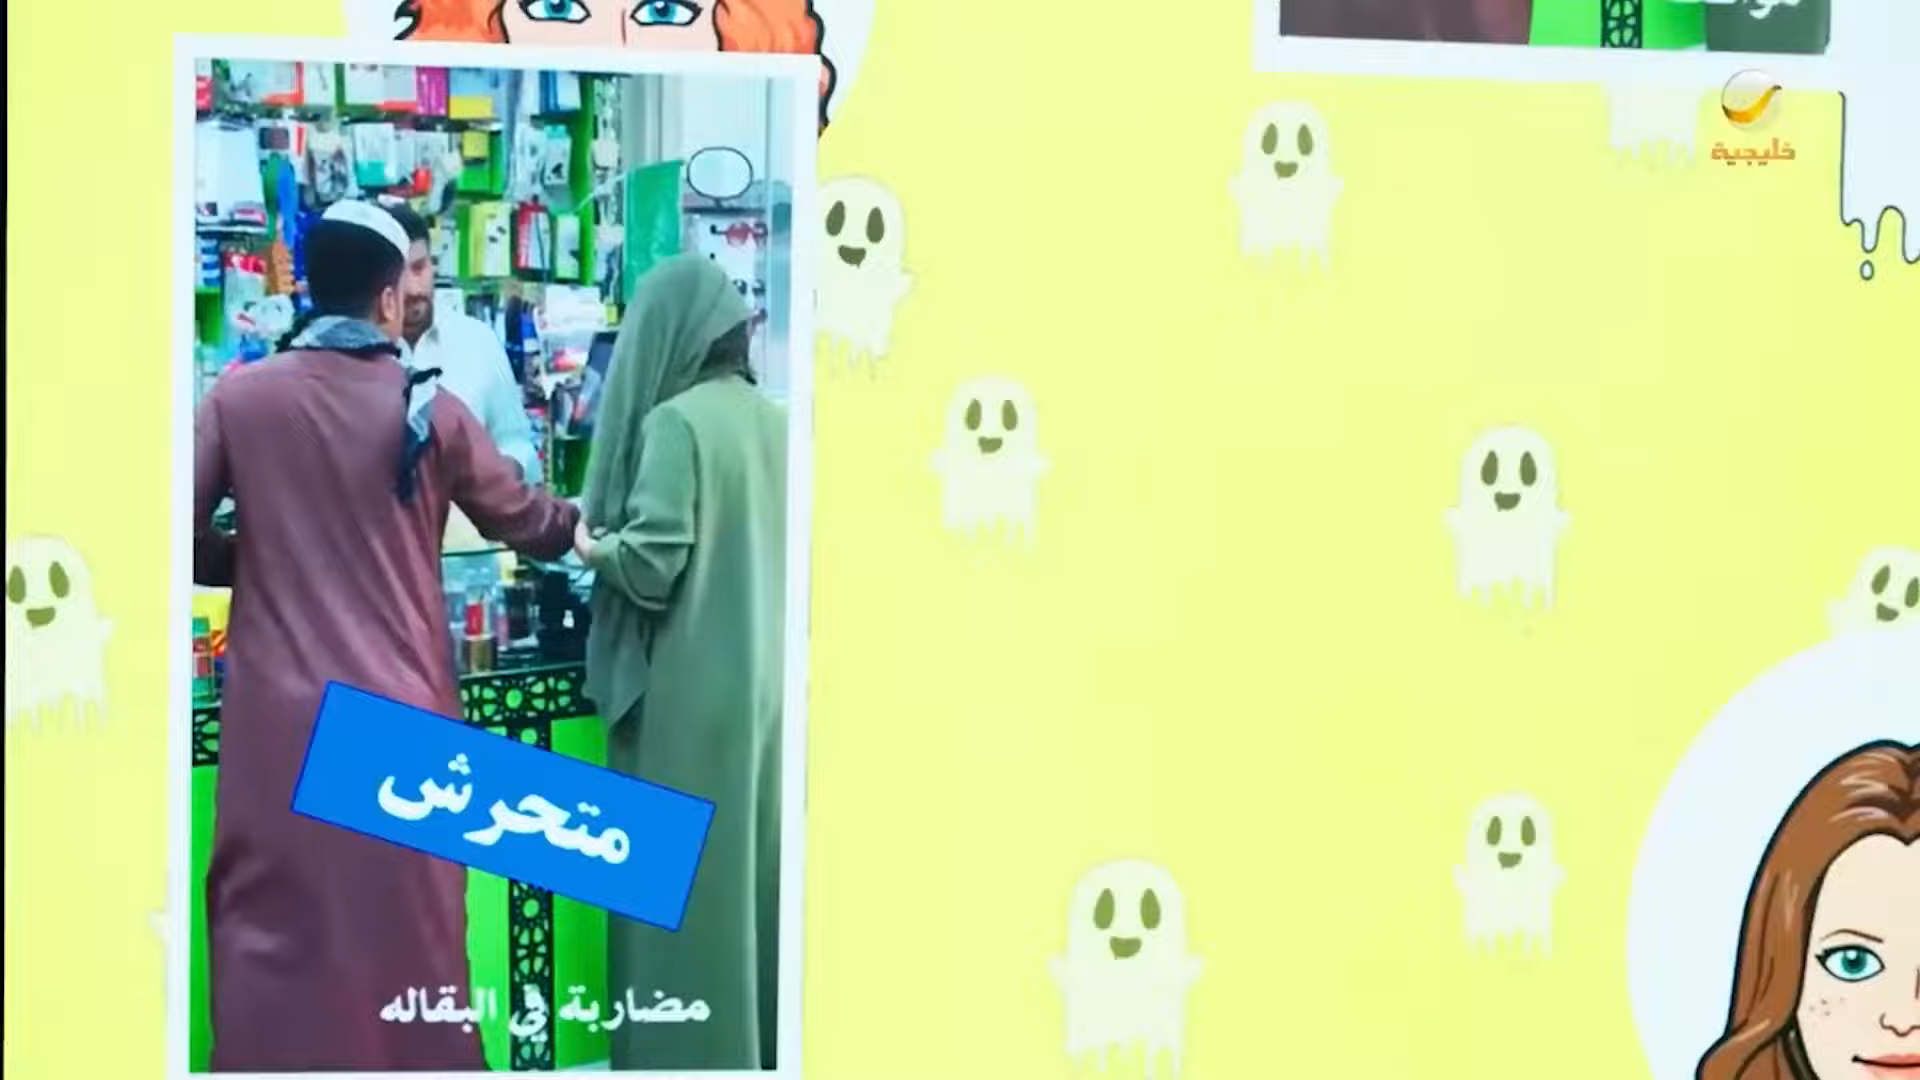 خليجية
متحرش
مضاربة في البقاله